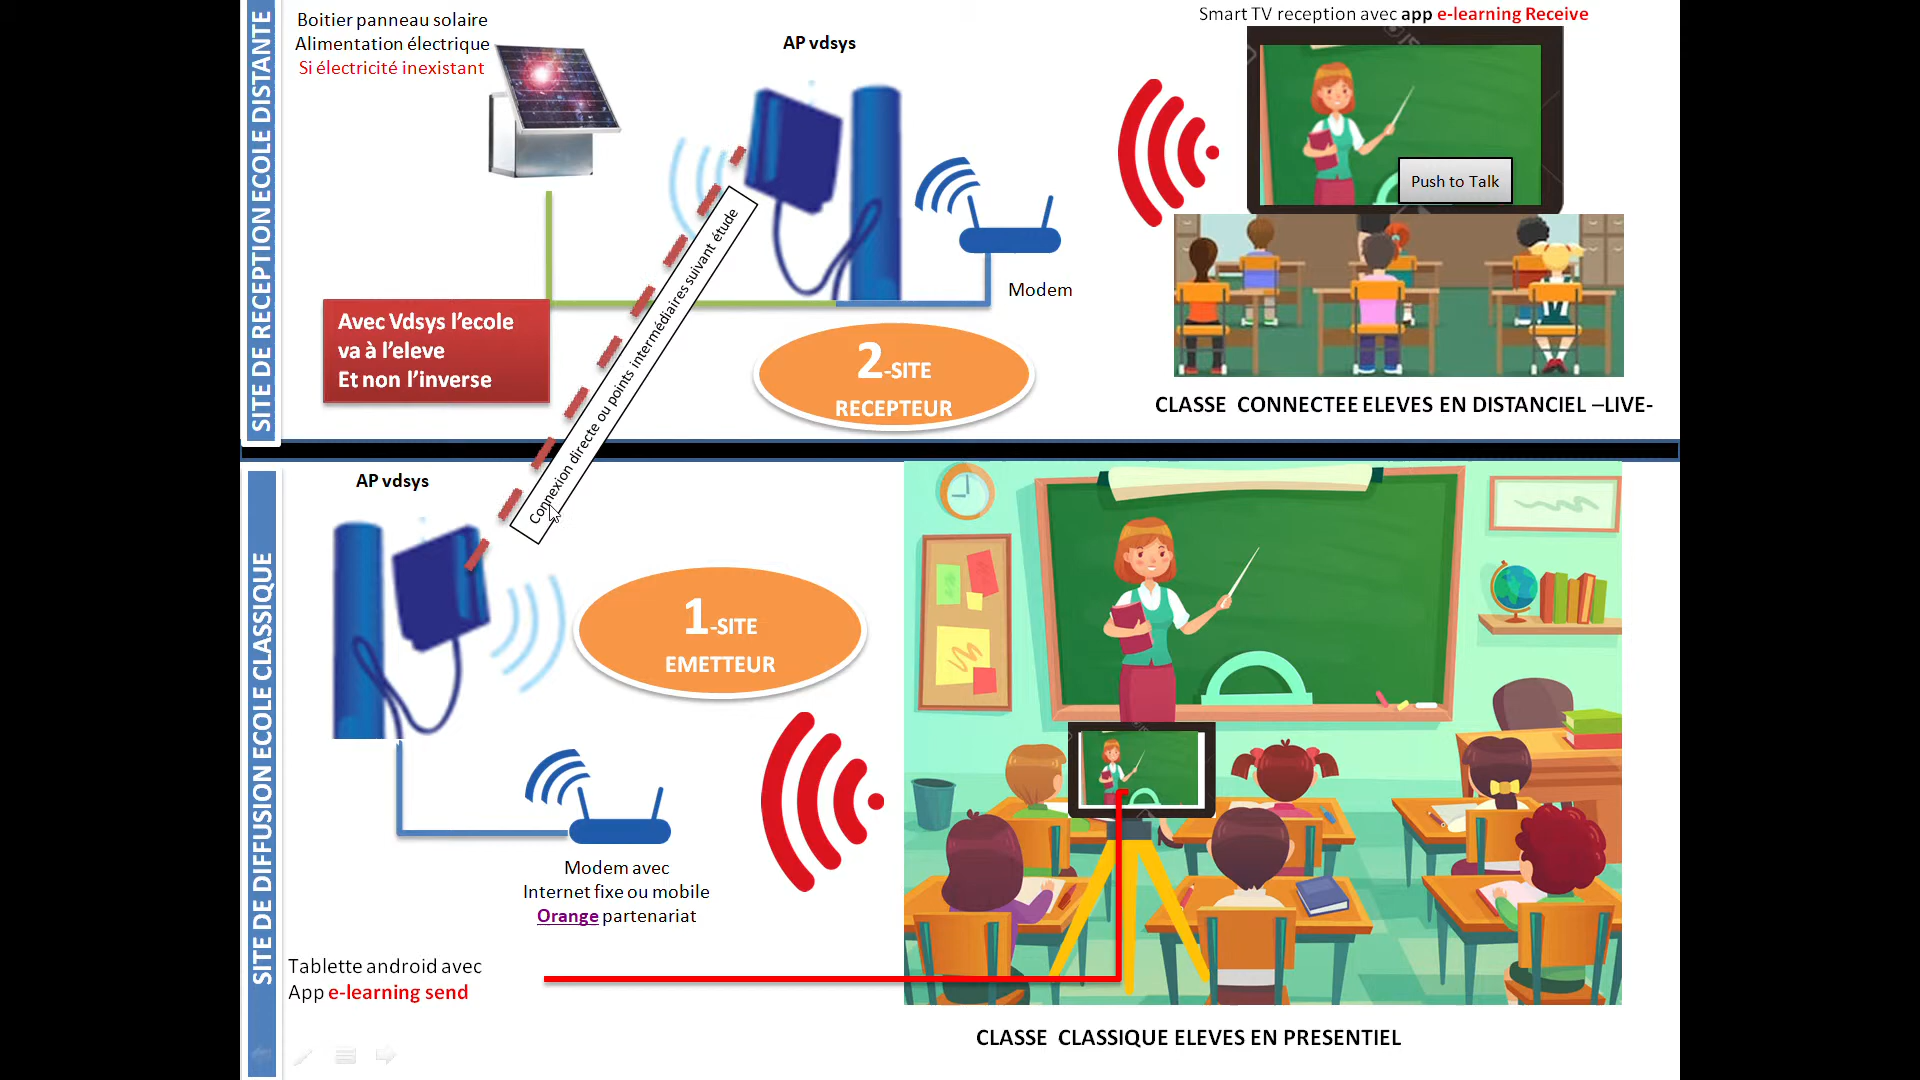 SITE DE RECEPTION ECOLE DISTANTE
Boitier panneau solaire
Alimentation électrique
Si électricité inexistant
AP vdsys
Smart TV reception avec app e-learning Receive
Push to Talk
Modem
Connexion directe ou points intermédiaires suivant étude
Avec Vdsys l’ecole
va à l’eleve
Et non l’inverse
2-SITE
RECEPTEUR
CLASSE CONNECTEE ELEVES EN DISTANCIEL –LIVE-
SITE DE DIFFUSION ECOLE CLASSIQUE
AP vdsys
1-SITE
EMETTEUR
Modem avec
Internet fixe ou mobile
Orange partenariat
Tablette android avec
App e-learning send
CLASSE CLASSIQUE ELEVES EN PRESENTIEL